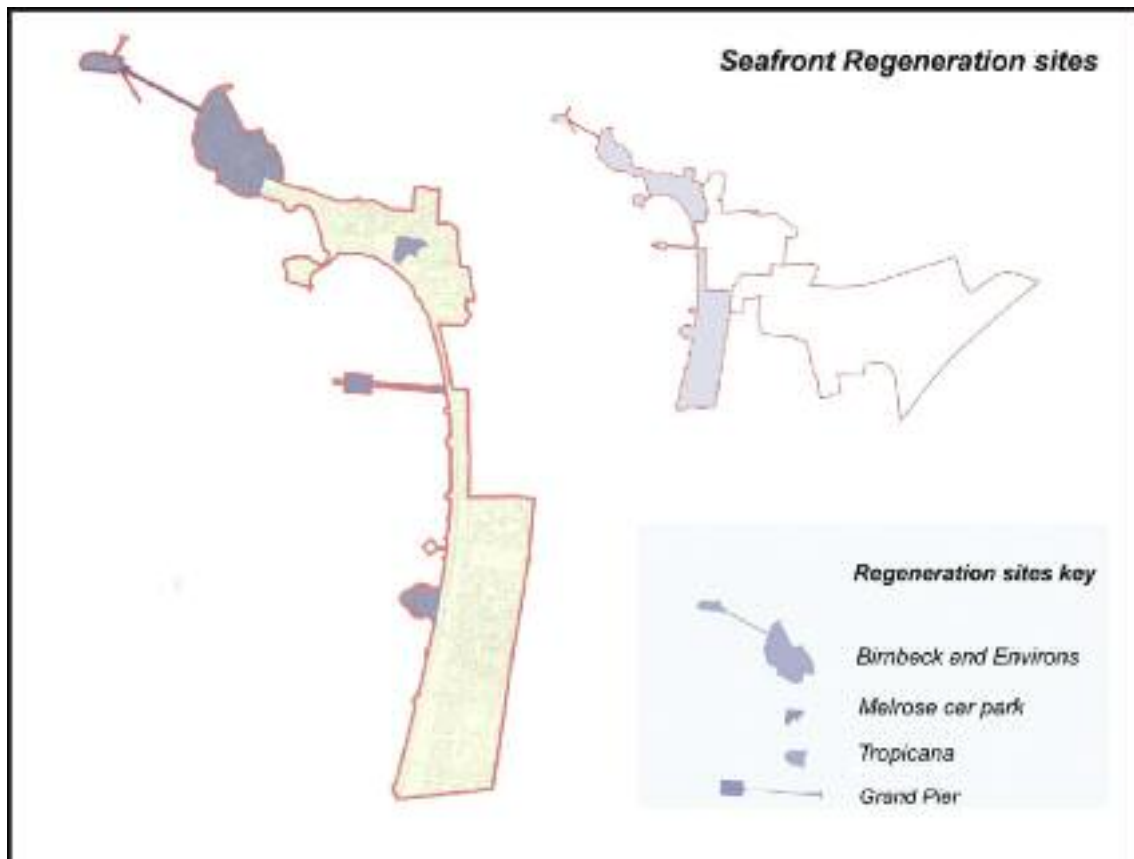 Seafront Regeneration sites
Regeneration sites key
Birnbeck and Environs
Melrose car park
Tropicana
Grand Pier